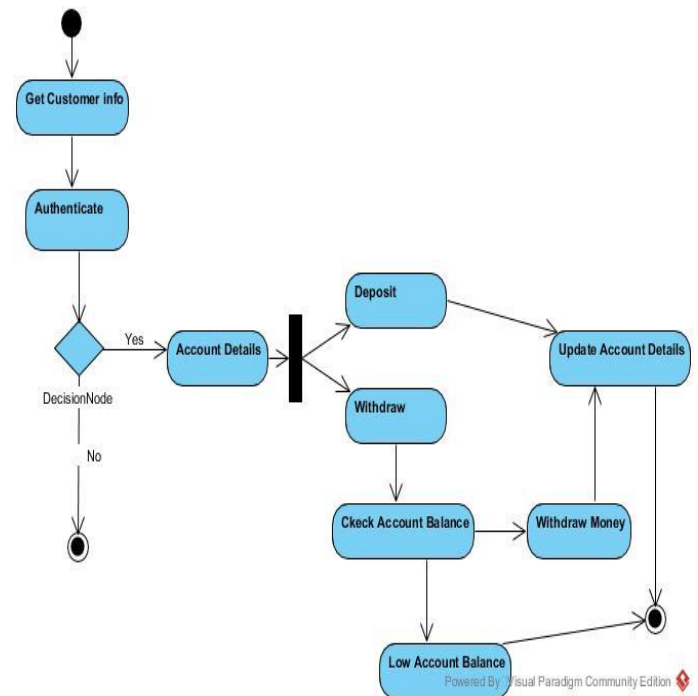 Get Customer info
Authenticate
Yes
DecisionNode
No
Account Details
Deposit
Withdraw
Update Account Details
Ckeck Account Balance
Withdraw Money
Low Account Balance
Powered By Visual Paradigm Community Edition